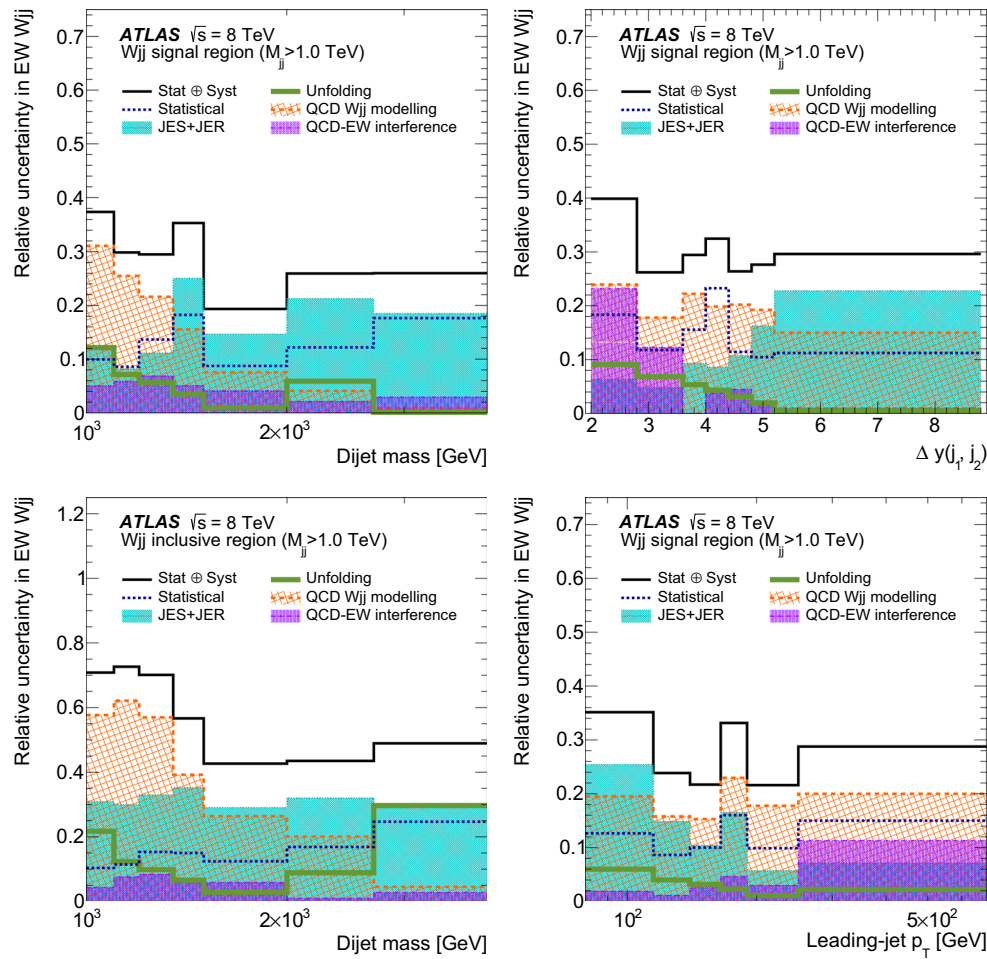 Relative uncertainty in EW Wjj
0.7
0.6
0.5
0.4
0.3
0.2
0.1
0
ATLAS √s = 8 TeV
Wjj signal region (M_jj>1.0 TeV)
Stat ⊕ Syst
Statistical
JES+JER
Unfolding
QCD Wjj modelling
QCD-EW interference
10³ 2×10³
Dijet mass [GeV]
Relative uncertainty in EW Wjj
0.7
0.6
0.5
0.4
0.3
0.2
0.1
0
ATLAS √s = 8 TeV
Wjj signal region (M_jj>1.0 TeV)
Stat ⊕ Syst
Statistical
JES+JER
Unfolding
QCD Wjj modelling
QCD-EW interference
2 3 4 5 6 7 8
Δ y(j_1, j_2)
Relative uncertainty in EW Wjj
1.2
1
0.8
0.6
0.4
0.2
0
ATLAS √s = 8 TeV
Wjj inclusive region (M_jj>1.0 TeV)
Stat ⊕ Syst
Statistical
JES+JER
Unfolding
QCD Wjj modelling
QCD-EW interference
10³ 2×10³
Dijet mass [GeV]
Relative uncertainty in EW Wjj
0.7
0.6
0.5
0.4
0.3
0.2
0.1
0
ATLAS √s = 8 TeV
Wjj signal region (M_jj>1.0 TeV)
Stat ⊕ Syst
Statistical
JES+JER
Unfolding
QCD Wjj modelling
QCD-EW interference
10² 5×10²
Leading-jet p_T [GeV]